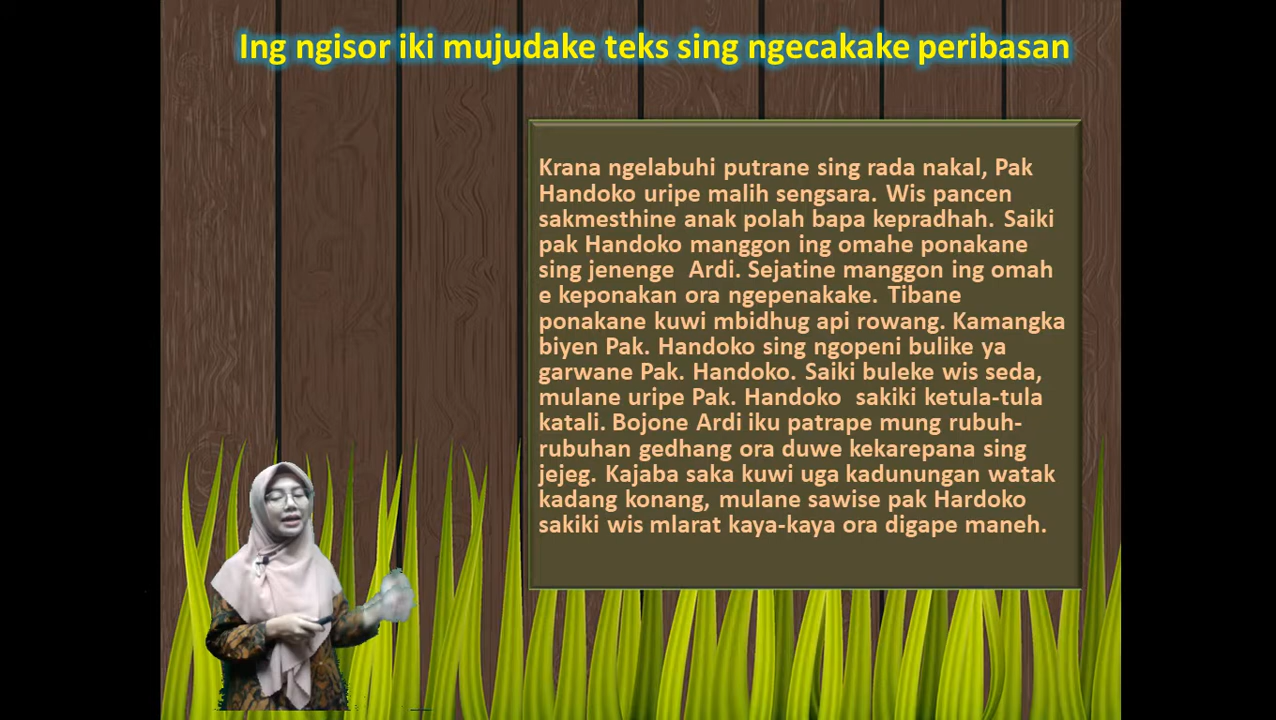 Ing ngisor iki mujudake teks sing ngecakake peribasan
Krana ngelabuhi putrane sing rada nakal, Pak
Handoko uripe malih sengsara. Wis pancen
sakmesthine anak polah bapa kepradhah. Saiki
pak Handoko manggon ing omahe ponakane
sing jenenge  Ardi. Sejatine manggon ing omah
e keponakan ora ngepenakake. Tibane
ponakane kuwi mbidhug api rowang. Kamangka
biyen Pak. Handoko sing ngopeni bulike ya
garwane Pak. Handoko. Saiki buleke wis seda,
mulane uripe Pak. Handoko  sakiki ketula-tula
katali. Bojone Ardi iku patrape mung rubuh-
rubuhan gedhang ora duwe kekarepana sing
jejeg. Kajaba saka kuwi uga kadunungan watak
kadang konang, mulane sawise pak Hardoko
sakiki wis mlarat kaya-kaya ora digape maneh.